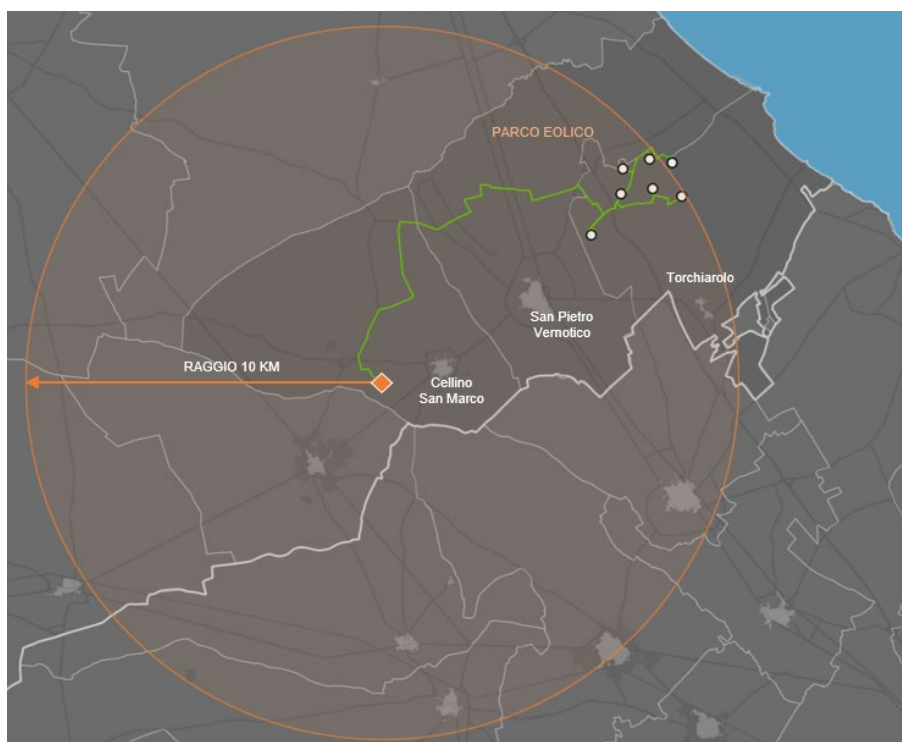 PARCO EOLICO
Torchiarolo
San Pietro
Vernotico
RAGGIO 10 KM
Cellino
San Marco